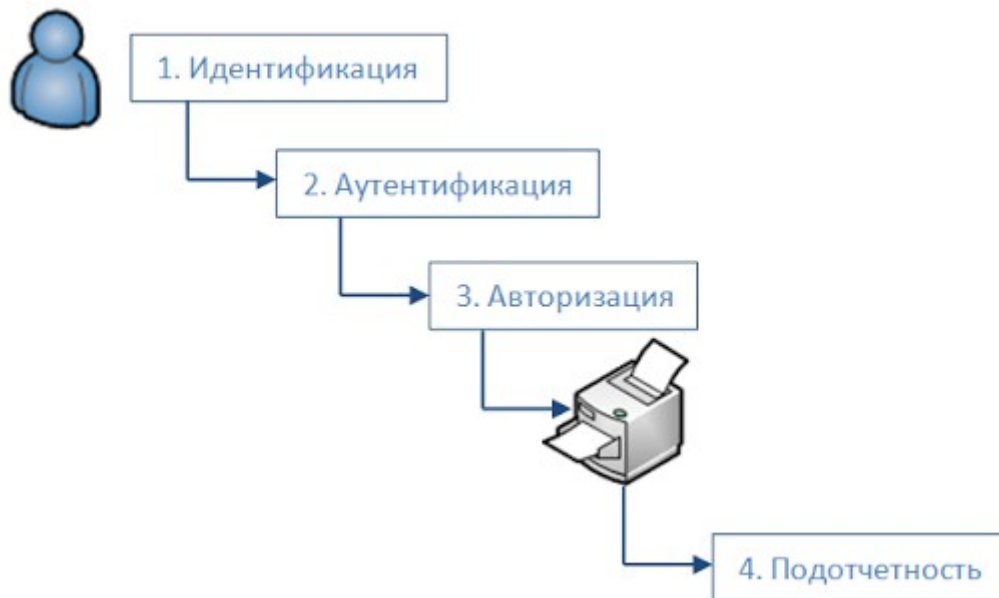 1. Идентификация
2. Аутентификация
3. Авторизация
4. Подотчетность